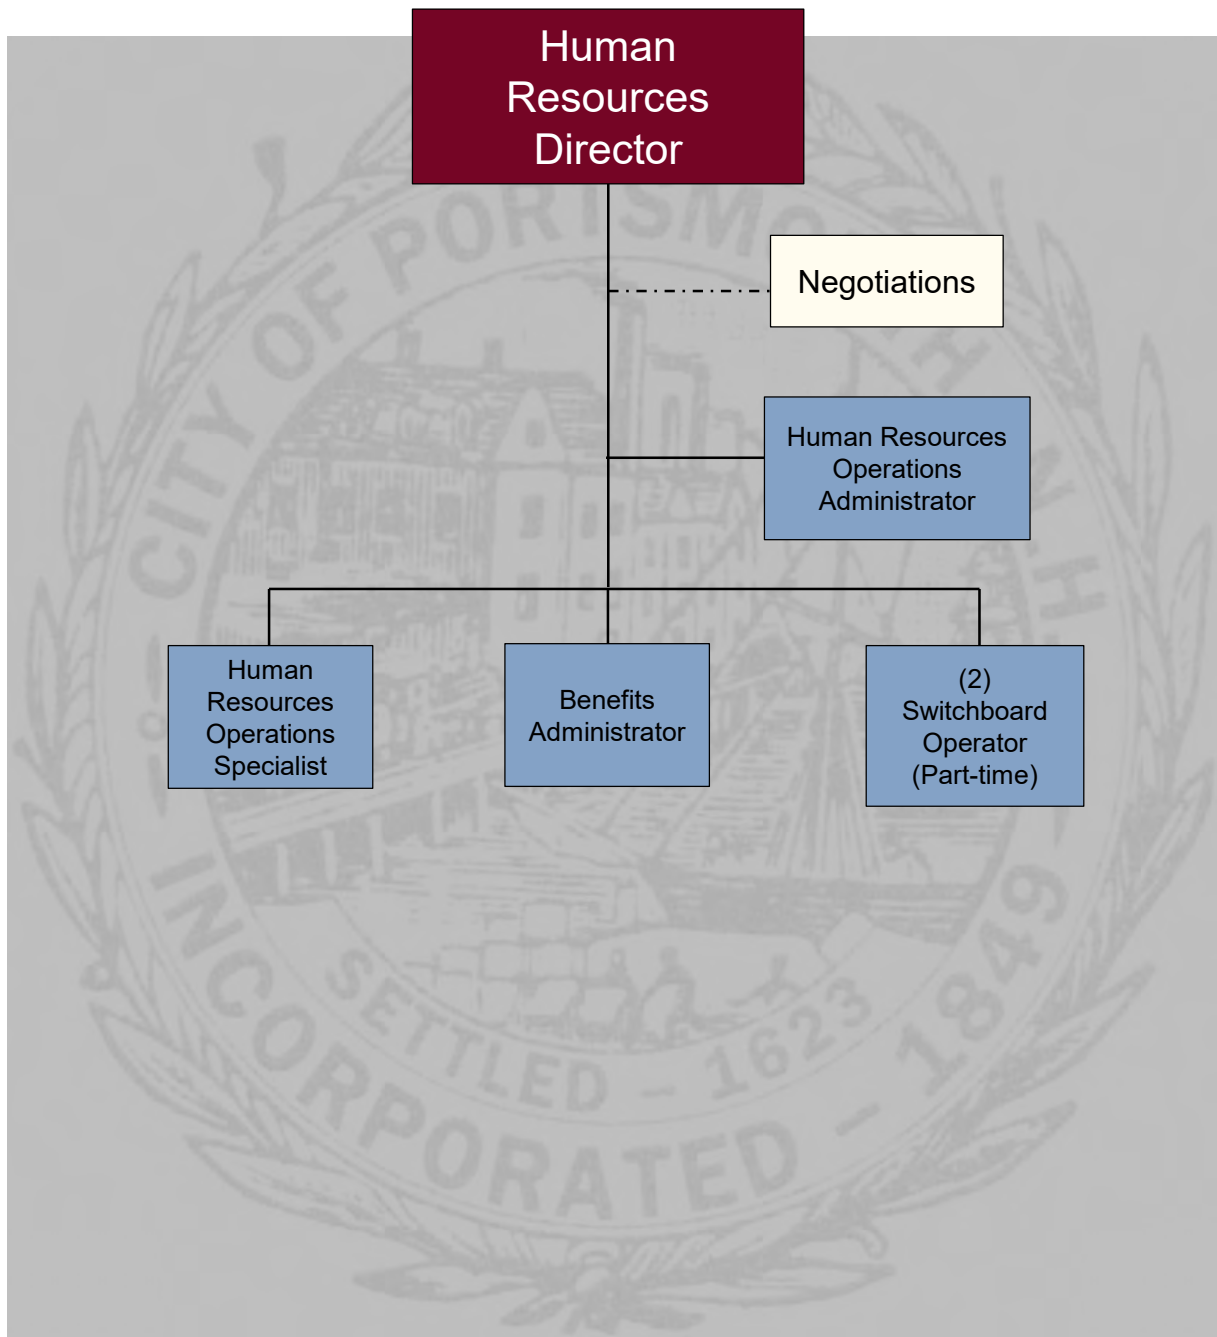 Human
Resources
Director
Negotiations
Human Resources
Operations
Administrator
Human
Resources
Operations
Specialist
Benefits
Administrator
(2)
Switchboard
Operator
(Part-time)
CITY OF PORTSMOUTH, N.H.
SETTLED - 1623
INCORPORATED - 1849